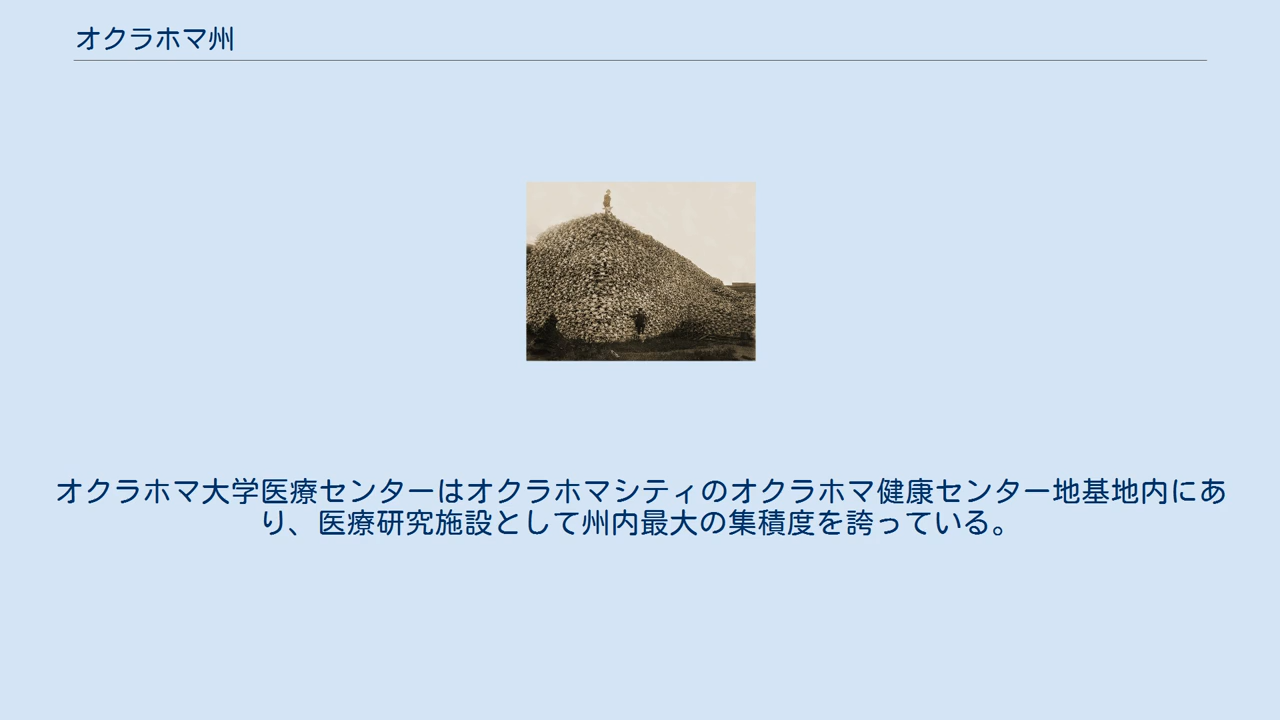 オクラホマ州
オクラホマ大学医療センターはオクラホマシティのオクラホマ健康センター地基地内にあ
り、医療研究施設として州内最大の集積度を誇っている。